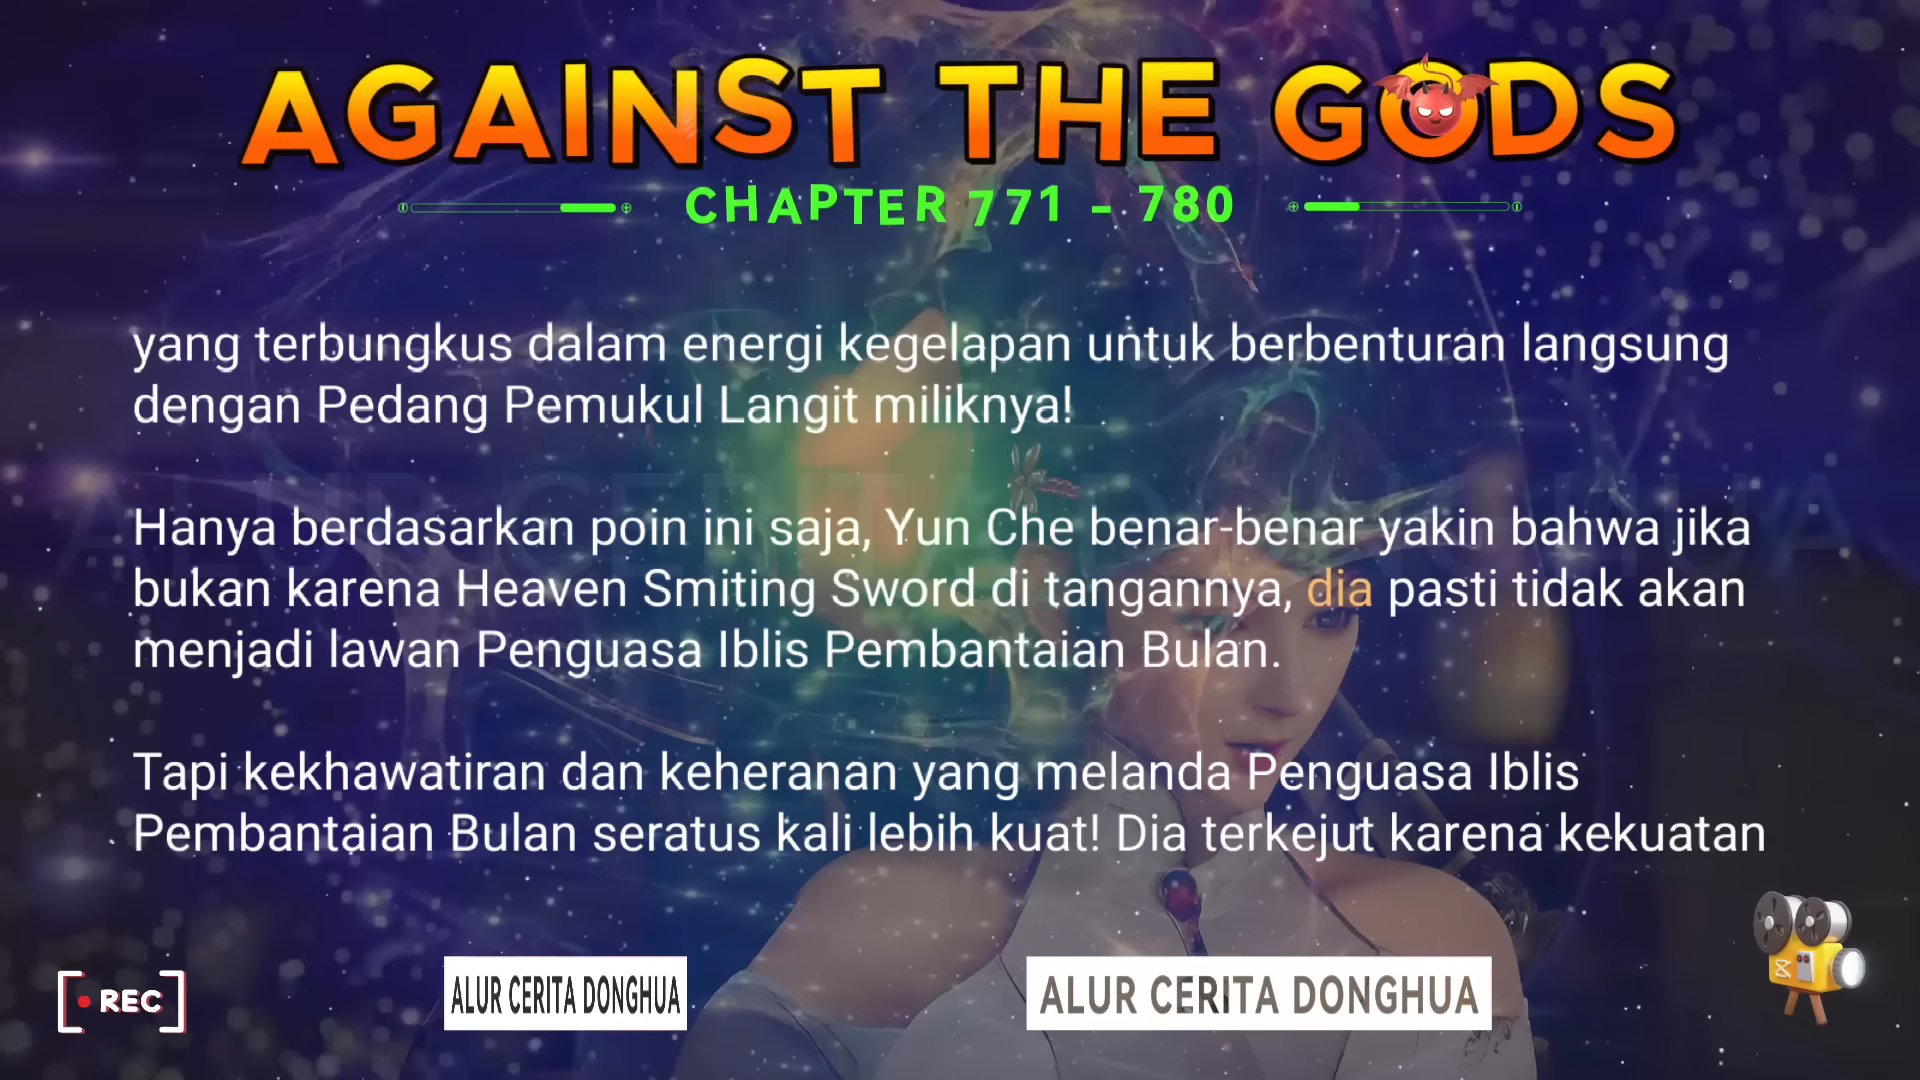 AGAINST THE GODS
CHAPTER 771 - 780
yang terbungkus dalam energi kegelapan untuk berbenturan langsung
dengan Pedang Pemukul Langit miliknya!
Hanya berdasarkan poin ini saja, Yun Che benar-benar yakin bahwa jika
bukan karena Heaven Smiting Sword di tangannya, dia pasti tidak akan
menjadi lawan Penguasa Iblis Pembantaian Bulan.
Tapi kekhawatiran dan keheranan yang melanda Penguasa Iblis
Pembantaian Bulan seratus kali lebih kuat! Dia terkejut karena kekuatan
REC
ALUR CERITA DONGHUA
ALUR CERITA DONGHUA
ALUR CERITA DONGHUA